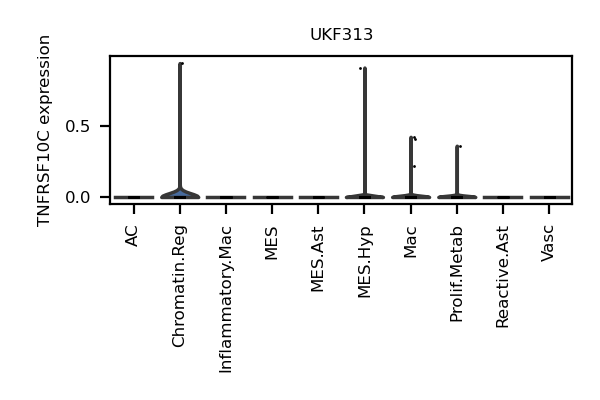 UKF313
TNFRSF10C expression
0.5
0.0
AC
Chromatin.Reg
Inflammatory.Mac
MES
MES.Ast
MES.Hyp
Mac
Prolif.Metab
Reactive.Ast
Vasc